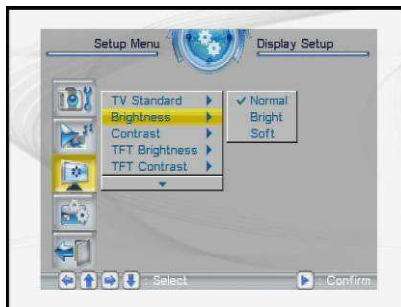 Setup Menu
Display Setup
TV Standard
Brightness
Contrast
TFT Brightness
TFT Contrast
Normal
Bright
Soft
: Select
: Confirm